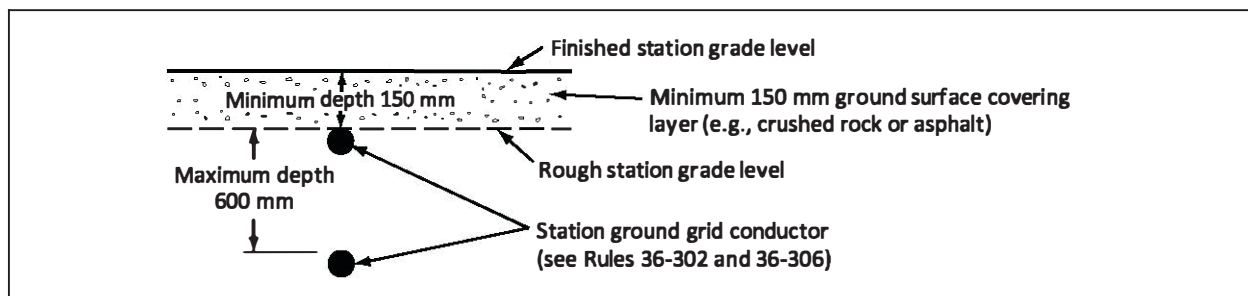 Finished station grade level
Minimum depth 150 mm
Minimum 150 mm ground surface covering
layer (e.g., crushed rock or asphalt)
Rough station grade level
Maximum depth
600 mm
Station ground grid conductor
(see Rules 36-302 and 36-306)